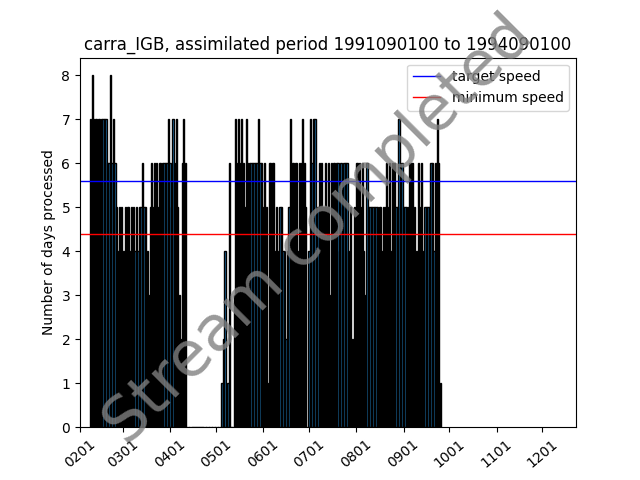 carra_IGB, assimilated period 1991090100 to 1994090100
target speed
minimum speed
Number of days processed
8
7
6
5
4
3
2
1
0
0201 0301 0401 0501 0601 0701 0801 0901 1001 1101 1201
Stream completed